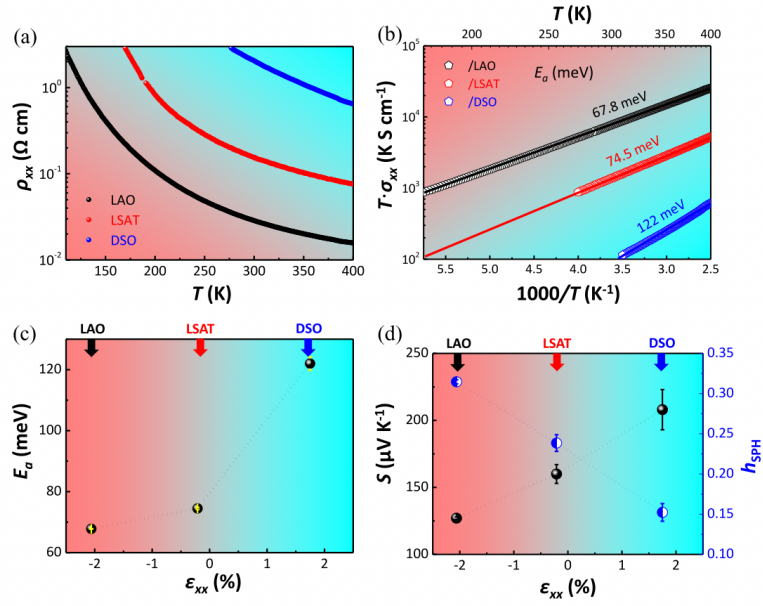 (a)
10⁰
10⁻¹
10⁻²
ρxx (Ω cm)
LAO
LSAT
DSO
150 200 250 300 350 400
T (K)
(b)
T (K)
200 250 300 350 400
10⁵
10⁴
10³
10²
T·σxx (K S cm⁻¹)
/LAO
/LSAT
/DSO
Ea (meV)
67.8 meV
74.5 meV
122 meV
5.5 5.0 4.5 4.0 3.5 3.0 2.5
1000/T (K⁻¹)
(c)
LAO LSAT DSO
120
100
80
60
Ea (meV)
-2 -1 0 1 2
εxx (%)
(d)
LAO LSAT DSO
250
200
150
100
S (μV K⁻¹)
0.35
0.30
0.25
0.20
0.15
0.10
hSPH
-2 -1 0 1 2
εxx (%)